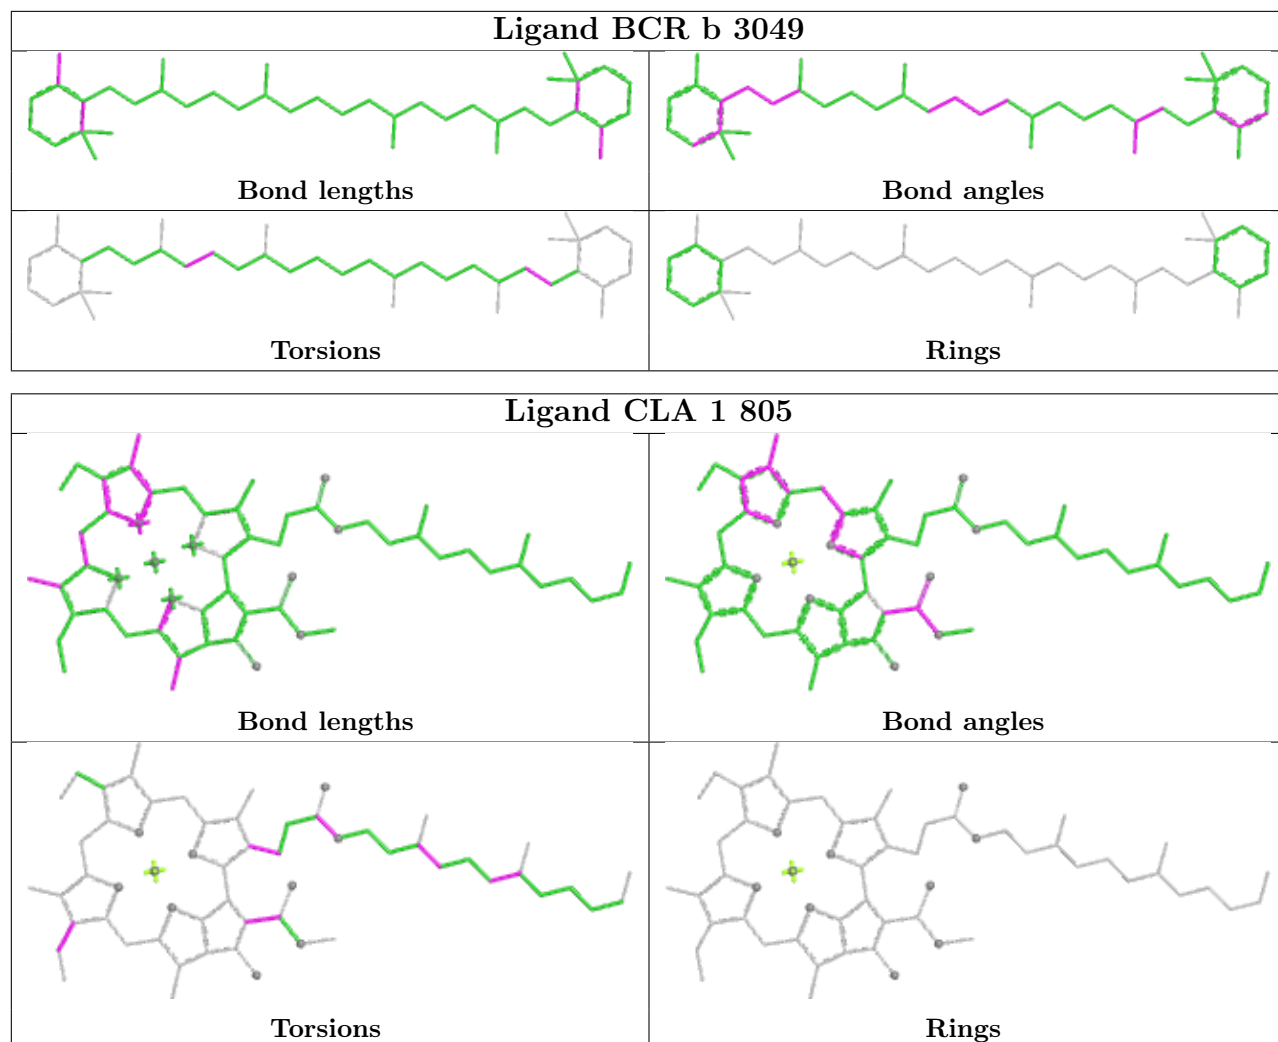 Ligand BCR b 3049
Bond lengths
Bond angles
Torsions
Rings
Ligand CLA 1 805
Bond lengths
Bond angles
Torsions
Rings